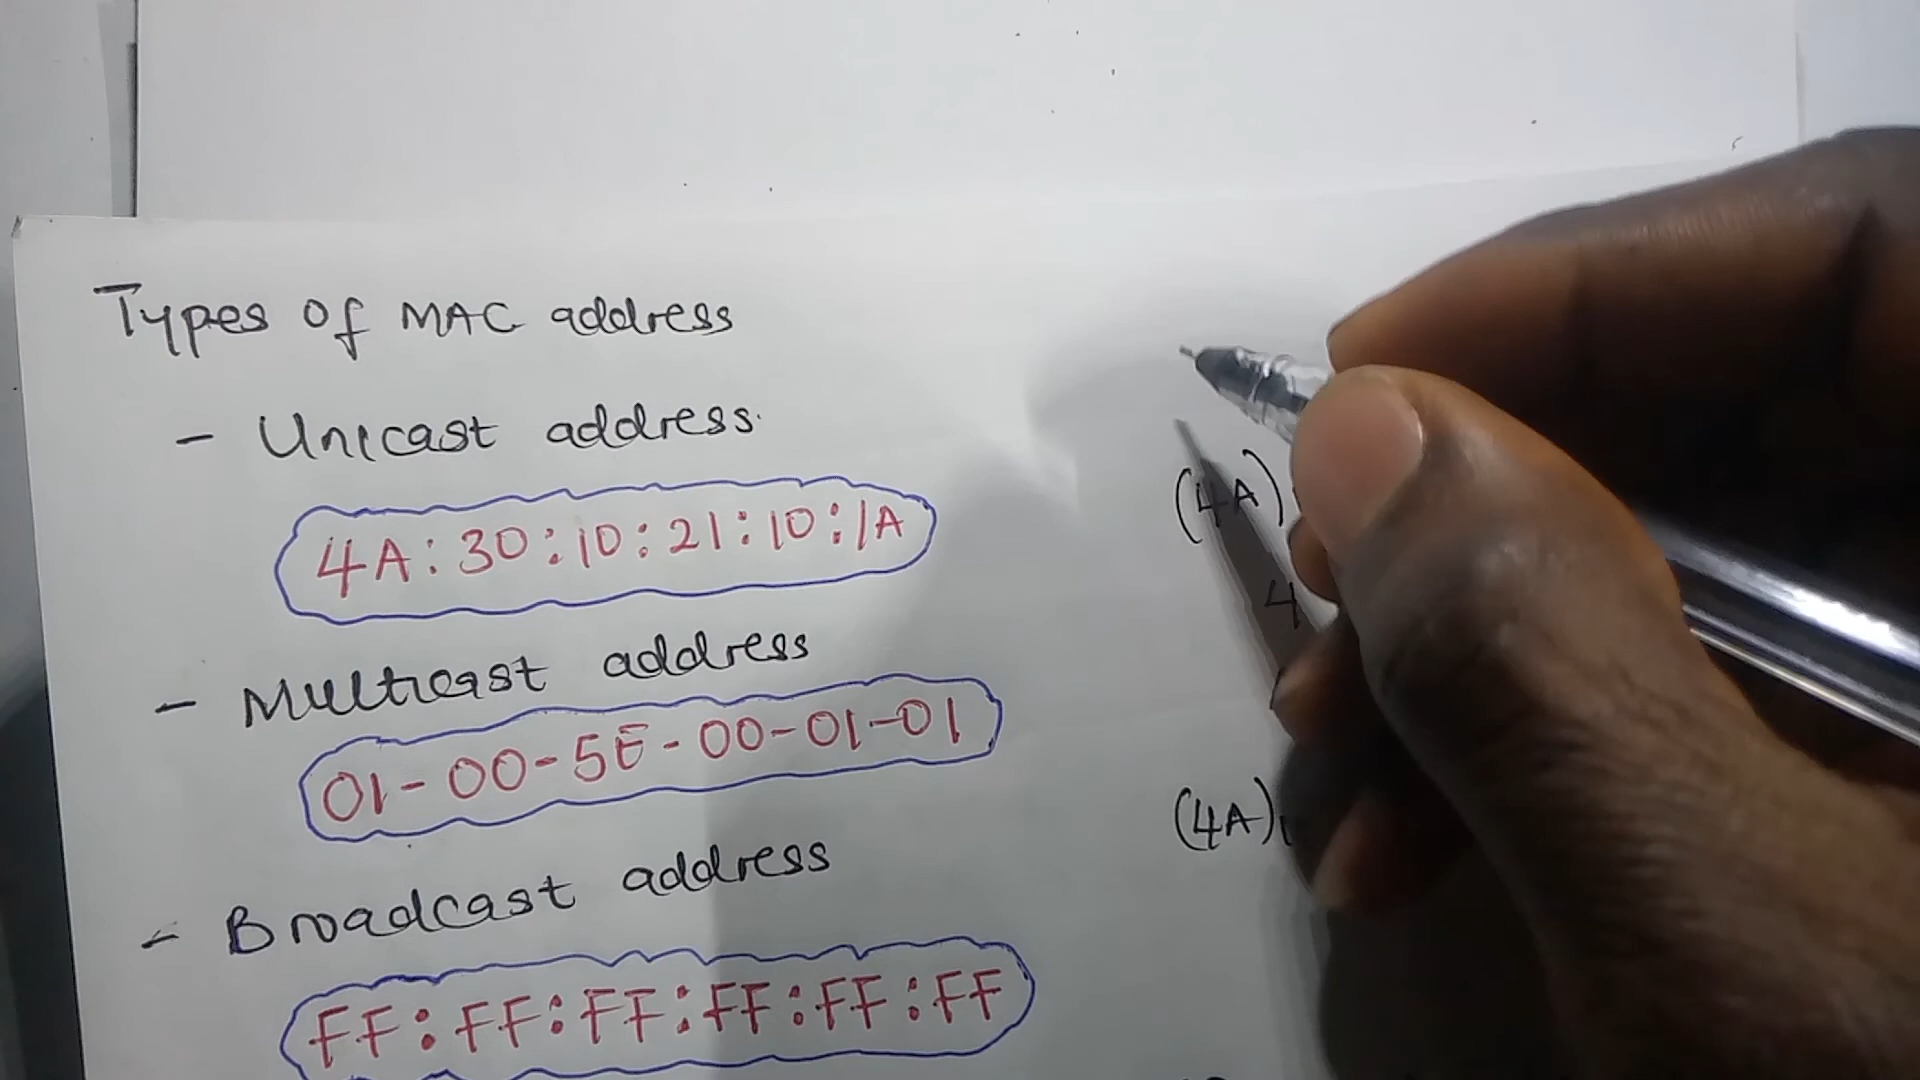 Types of MAC address
- Unicast address.
4A:30:10:21:10:1A
- Multicast address
01-00-5E-00-01-01
- Broadcast address
FF:FF:FF:FF:FF:FF
(4A)
4
(4A)